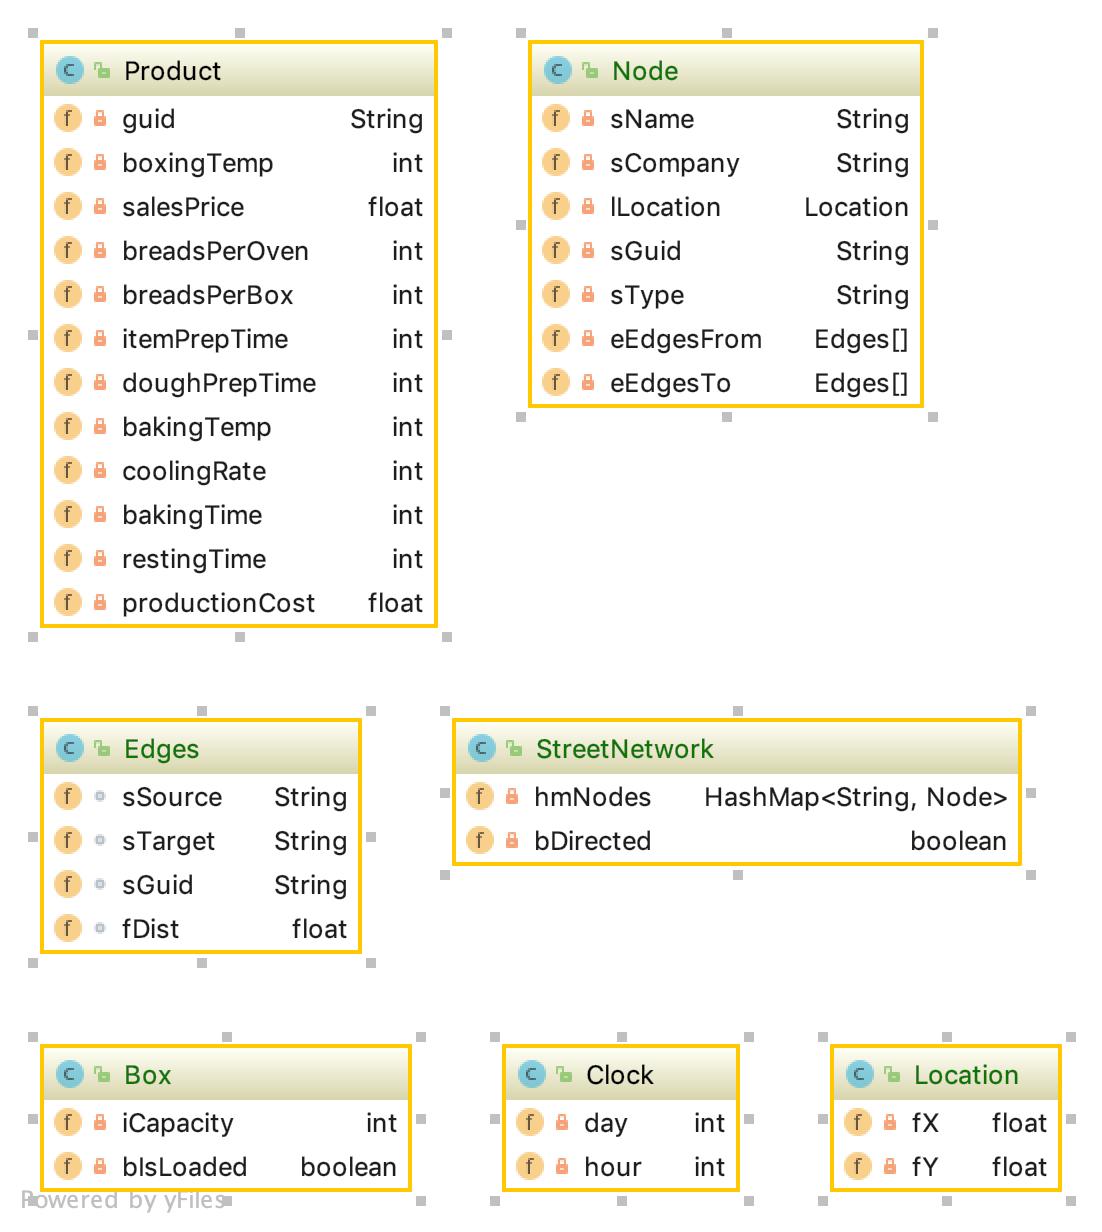 Product
guid String
boxingTemp int
salesPrice float
breadsPerOven int
breadsPerBox int
itemPrepTime int
doughPrepTime int
bakingTemp int
coolingRate int
bakingTime int
restingTime int
productionCost float
Node
sName String
sCompany String
lLocation Location
sGuid String
sType String
eEdgesFrom Edges[]
eEdgesTo Edges[]
Edges
sSource String
sTarget String
sGuid String
fDist float
StreetNetwork
hmNodes HashMap<String, Node>
bDirected boolean
Box
iCapacity int
bIsLoaded boolean
Clock
day int
hour int
Location
fX float
fY float
Powered by yFiles